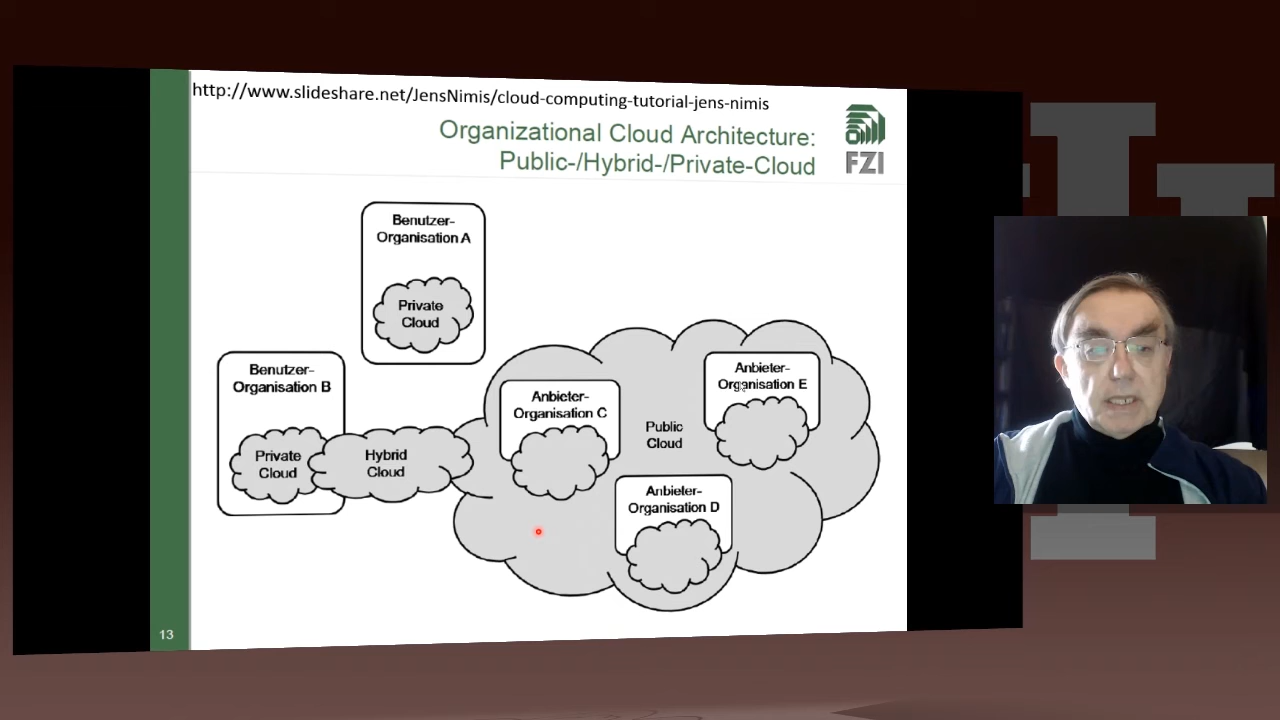 http://www.slideshare.net/JensNimis/cloud-computing-tutorial-jens-nimis
Organizational Cloud Architecture:
Public-/Hybrid-/Private-Cloud
FZI
Benutzer-
Organisation A
Private
Cloud
Benutzer-
Organisation B
Private
Cloud
Hybrid
Cloud
Anbieter-
Organisation C
Public
Cloud
Anbieter-
Organisation E
Anbieter-
Organisation D
13